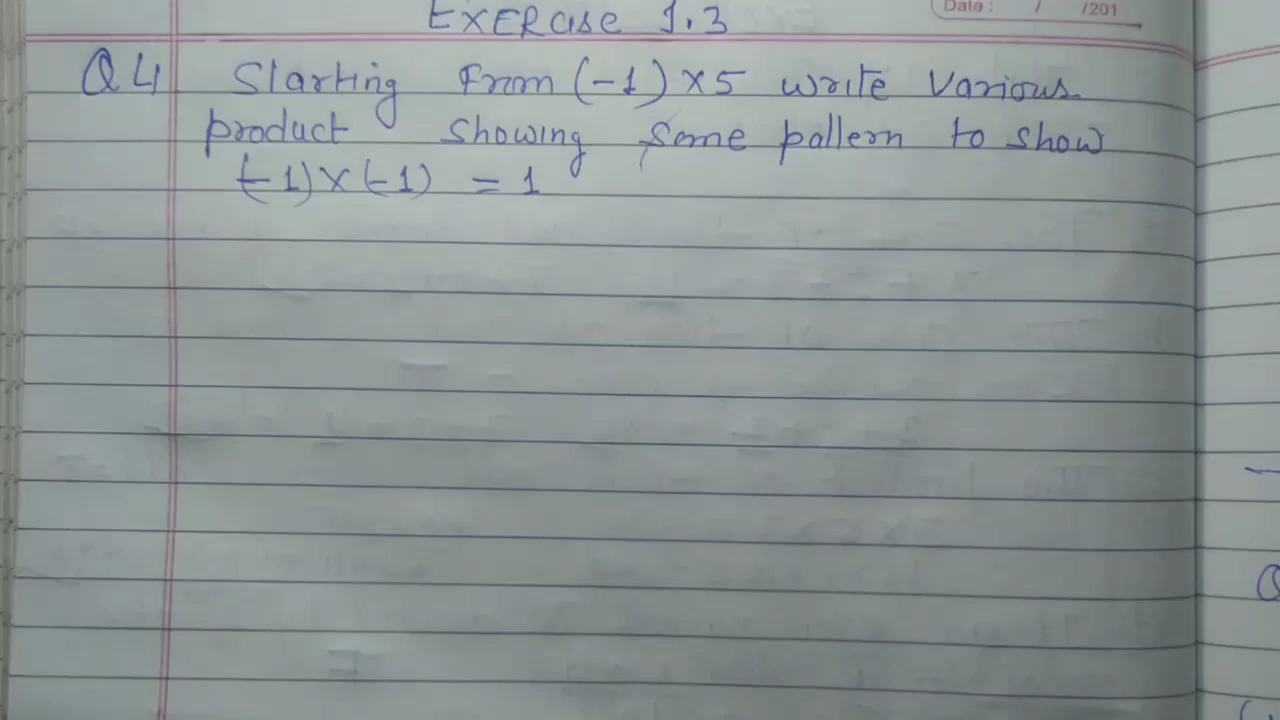 EXERCISE 1.3
Date : / /201
Q 4 Starting From (-1) × 5 write Various
product showing some pattern to show
(-1) × (-1) = 1
Q